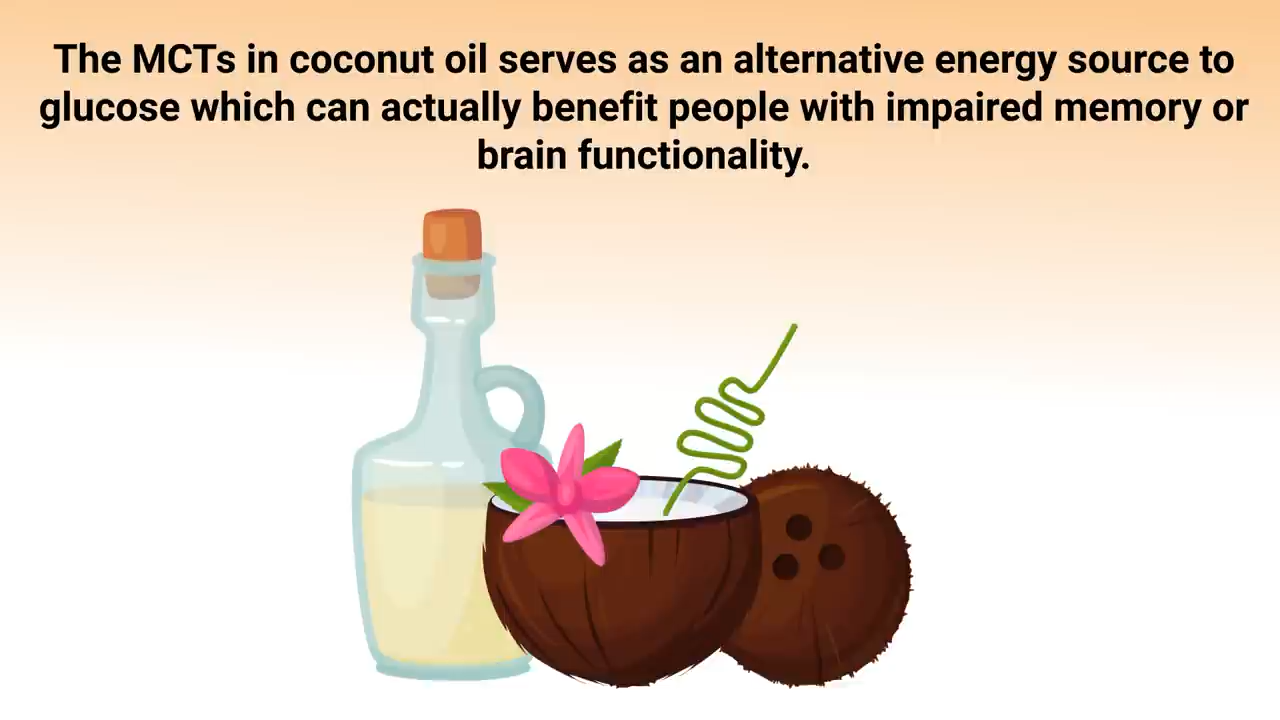 The MCTs in coconut oil serves as an alternative energy source to
glucose which can actually benefit people with impaired memory or
brain functionality.